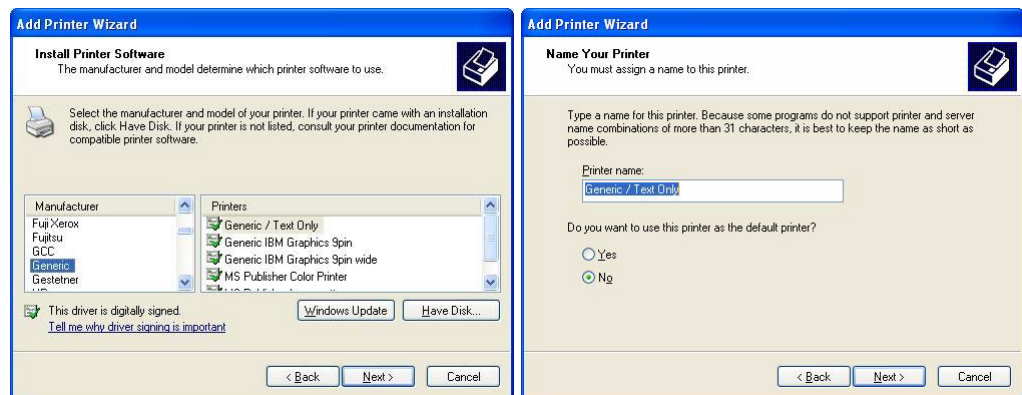 Add Printer Wizard
Install Printer Software
The manufacturer and model determine which printer software to use.
Select the manufacturer and model of your printer. If your printer came with an installation
disk, click Have Disk. If your printer is not listed, consult your printer documentation for
compatible printer software.
Manufacturer
Fuji Xerox
Fujitsu
GCC
Generic
Gestetner
Printers
Generic / Text Only
Generic IBM Graphics 9pin
Generic IBM Graphics 9pin wide
MS Publisher Color Printer
This driver is digitally signed.
Tell me why driver signing is important
Windows Update
Have Disk...
< Back
Next >
Cancel
Add Printer Wizard
Name Your Printer
You must assign a name to this printer.
Type a name for this printer. Because some programs do not support printer and server
name combinations of more than 31 characters, it is best to keep the name as short as
possible.
Printer name:
Generic / Text Only
Do you want to use this printer as the default printer?
Yes
No
< Back
Next >
Cancel